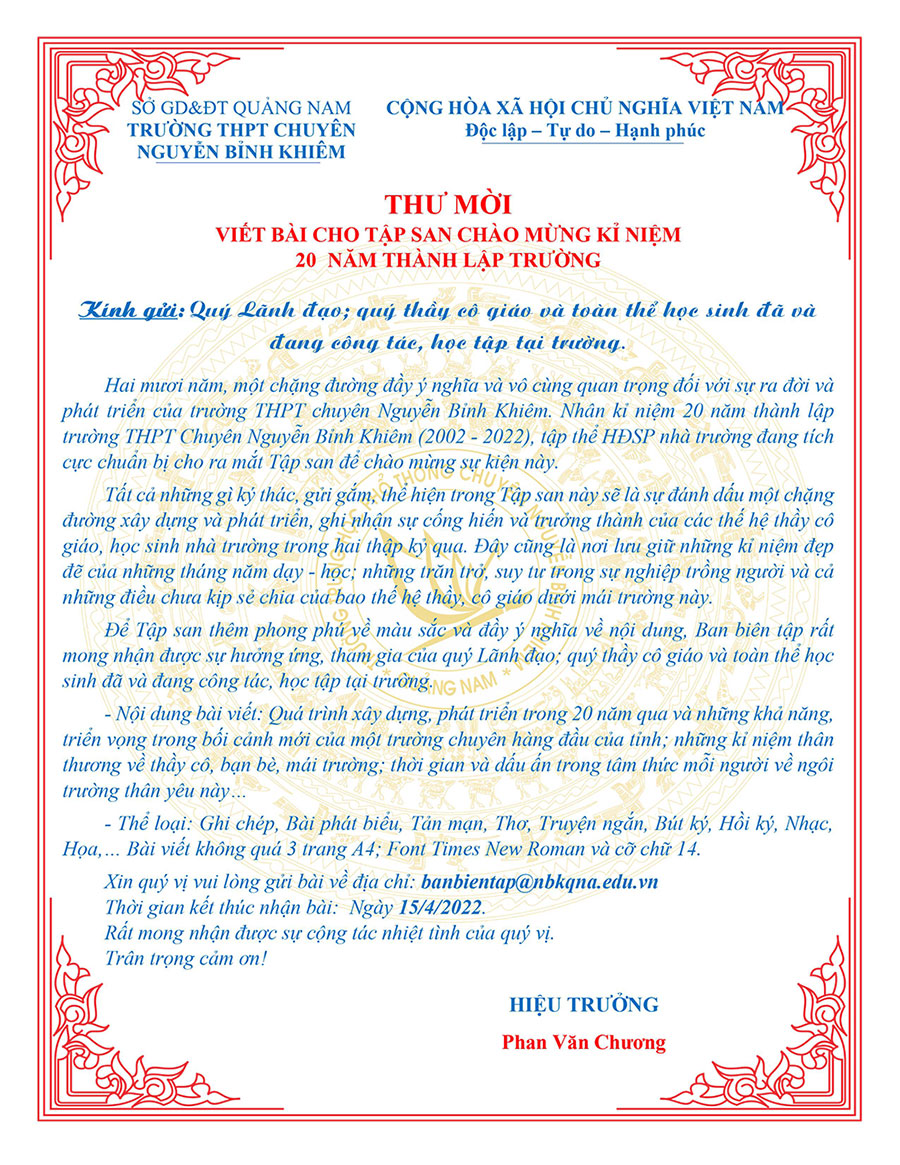 SỞ GD&ĐT QUẢNG NAM
TRƯỜNG THPT CHUYÊN
NGUYỄN BỈNH KHIÊM
CỘNG HÒA XÃ HỘI CHỦ NGHĨA VIỆT NAM
Độc lập – Tự do – Hạnh phúc
THƯ MỜI
VIẾT BÀI CHO TẬP SAN CHÀO MỪNG KỈ NIỆM
20 NĂM THÀNH LẬP TRƯỜNG
Kính gửi: Quý Lãnh đạo; quý thầy cô giáo và toàn thể học sinh đã và
đang công tác, học tập tại trường.
Hai mươi năm, một chặng đường đầy ý nghĩa và vô cùng quan trọng đối với sự ra đời và
phát triển của trường THPT chuyên Nguyễn Bỉnh Khiêm. Nhân kỉ niệm 20 năm thành lập
trường THPT Chuyên Nguyễn Bỉnh Khiêm (2002 - 2022), tập thể HĐSP nhà trường đang tích
cực chuẩn bị cho ra mắt Tập san để chào mừng sự kiện này.
Tất cả những gì ký thác, gửi gắm, thể hiện trong Tập san này sẽ là sự đánh dấu một chặng
đường xây dựng và phát triển, ghi nhận sự cống hiến và trưởng thành của các thế hệ thầy cô
giáo, học sinh nhà trường trong hai thập kỷ qua. Đây cũng là nơi lưu giữ những kỉ niệm đẹp
đẽ của những tháng năm dạy - học; những trăn trở, suy tư trong sự nghiệp trồng người và cả
những điều chưa kịp sẻ chia của bao thế hệ thầy, cô giáo dưới mái trường này.
Để Tập san thêm phong phú về màu sắc và đầy ý nghĩa về nội dung, Ban biên tập rất
mong nhận được sự hưởng ứng, tham gia của quý Lãnh đạo; quý thầy cô giáo và toàn thể học
sinh đã và đang công tác, học tập tại trường.
- Nội dung bài viết: Quá trình xây dựng, phát triển trong 20 năm qua và những khả năng,
triển vọng trong bối cảnh mới của một trường chuyên hàng đầu của tỉnh; những kỉ niệm thân
thương về thầy cô, bạn bè, mái trường; thời gian và dấu ấn trong tâm thức mỗi người về ngôi
trường thân yêu này…
- Thể loại: Ghi chép, Bài phát biểu, Tản mạn, Thơ, Truyện ngắn, Bút ký, Hồi ký, Nhạc,
Họa,… Bài viết không quá 3 trang A4; Font Times New Roman và cỡ chữ 14.
Xin quý vị vui lòng gửi bài về địa chỉ: banbientap@nbkqna.edu.vn
Thời gian kết thúc nhận bài: Ngày 15/4/2022.
Rất mong nhận được sự cộng tác nhiệt tình của quý vị.
Trân trọng cảm ơn!
HIỆU TRƯỞNG
Phan Văn Chương